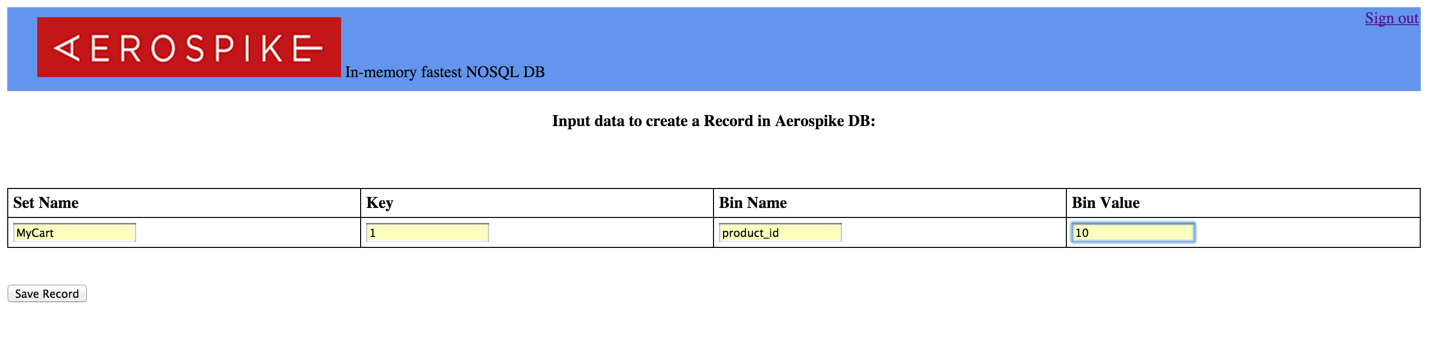 Sign out
AEROSPIKE
In-memory fastest NOSQL DB
Input data to create a Record in Aerospike DB:
Set Name Key Bin Name Bin Value
MyCart 1 product_id 10
Save Record